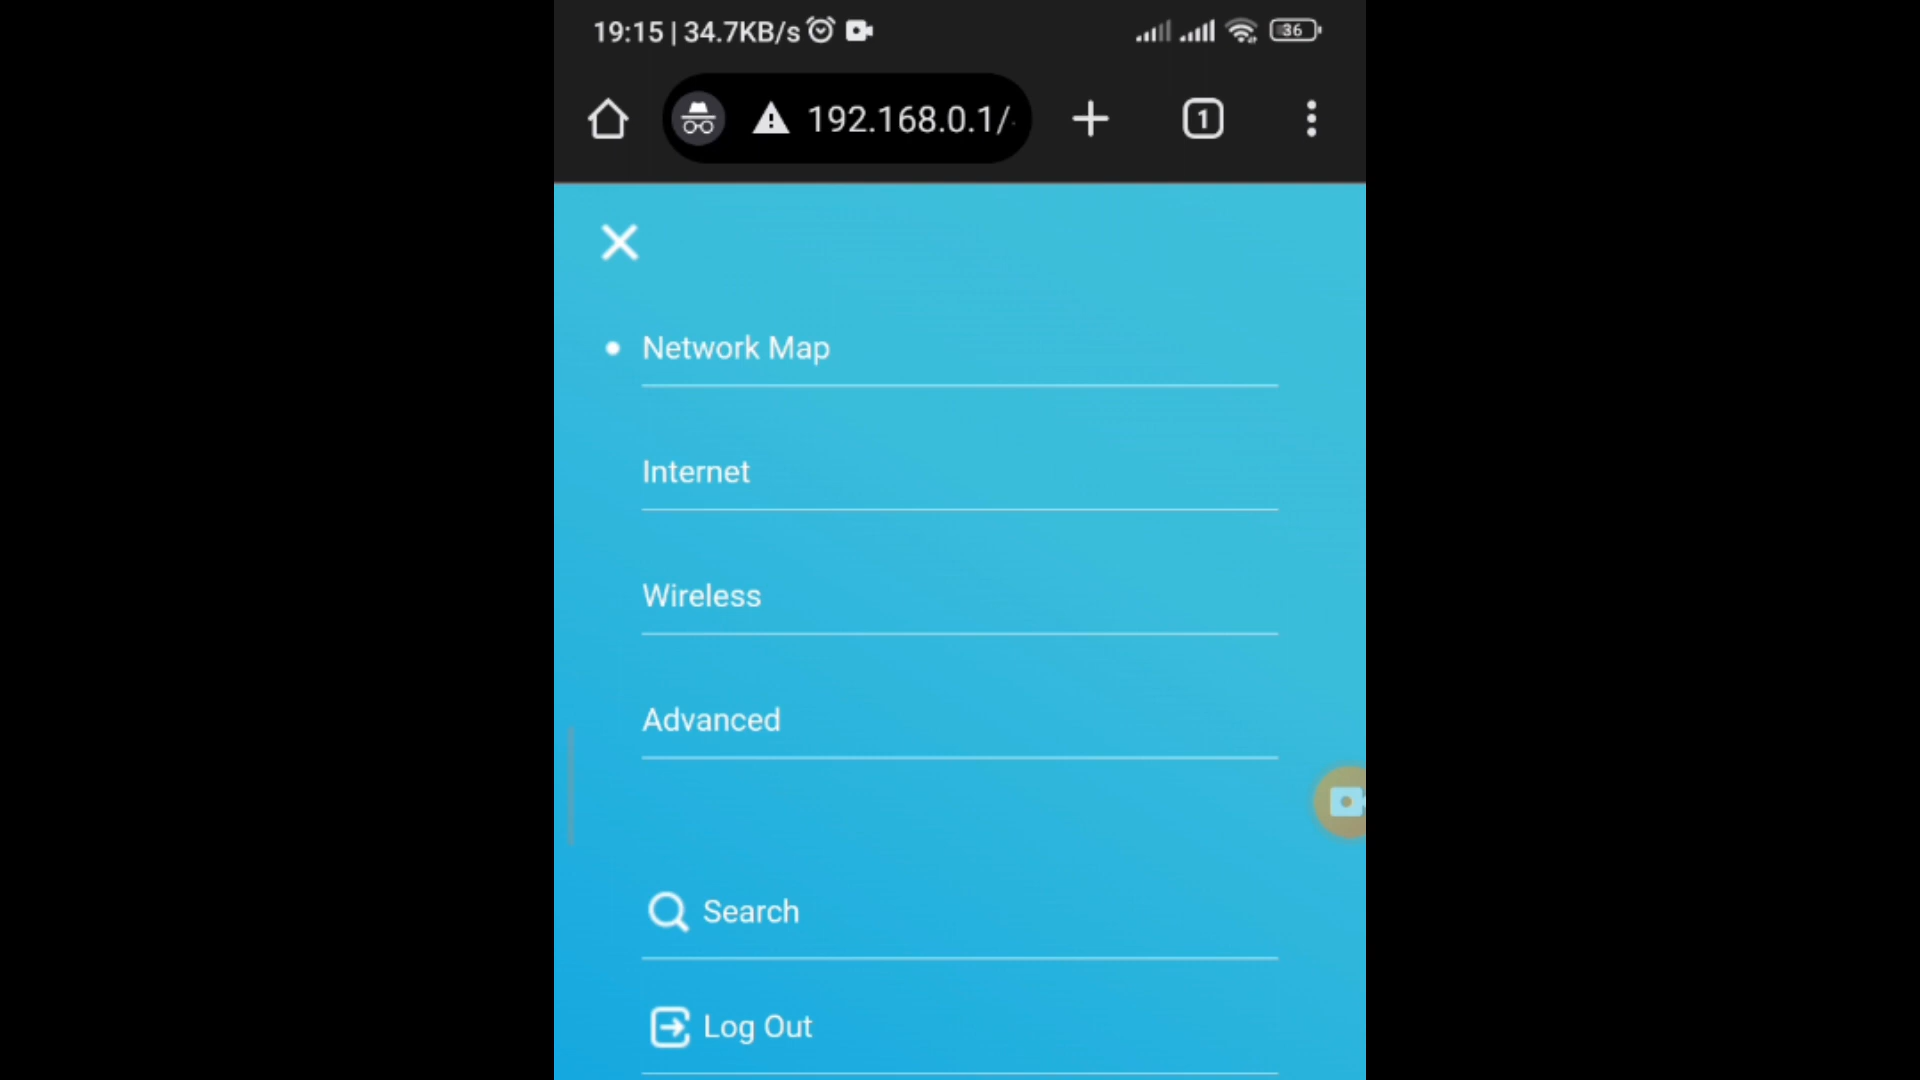 19:15 | 34.7KB/s 36
192.168.0.1/ 1
Network Map
Internet
Wireless
Advanced
Search
Log Out